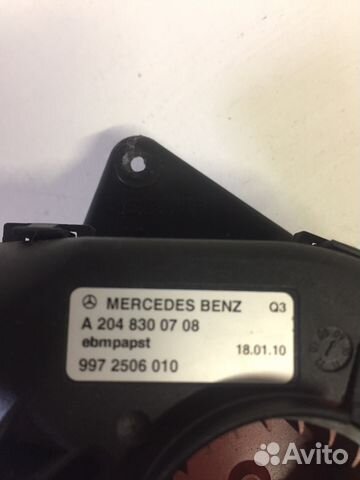 MERCEDES BENZ Q3
A 204 830 07 08
ebmpapst 18.01.10
997 2506 010
Avito